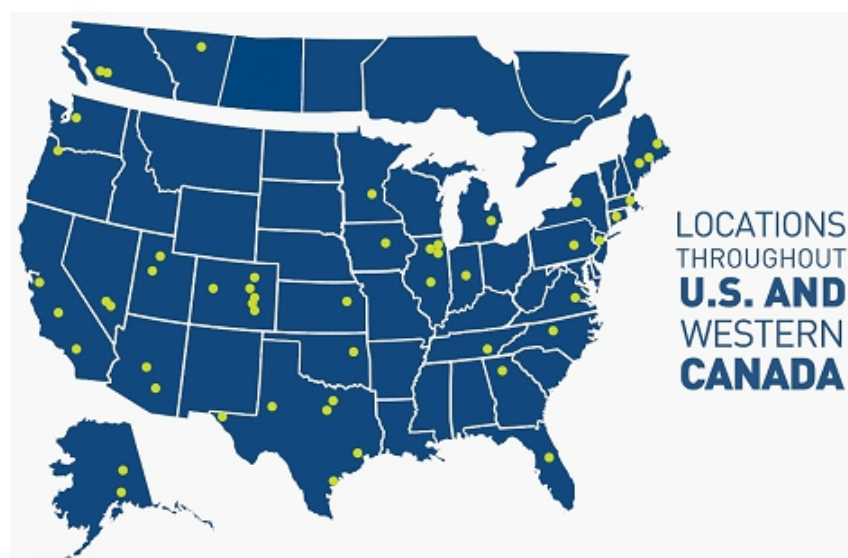 LOCATIONS
THROUGHOUT
U.S. AND
WESTERN
CANADA